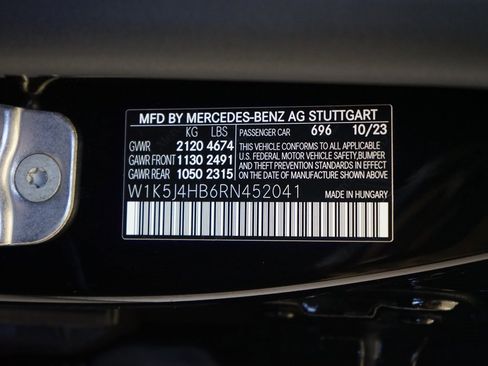 MFD BY MERCEDES-BENZ AG STUTTGART
KG LBS
GVWR 2120 4674
GAWR FRONT 1130 2491
GAWR REAR 1050 2315
PASSENGER CAR 696 10/23
THIS VEHICLE CONFORMS TO ALL APPLICABLE
U.S. FEDERAL MOTOR VEHICLE SAFETY,BUMPER
AND THEFT PREVENTION STANDARDS IN EFFECT
ON THE DATE OF MANUFACTURE SHOWN ABOVE.
W1K5J4HB6RN452041
MADE IN HUNGARY